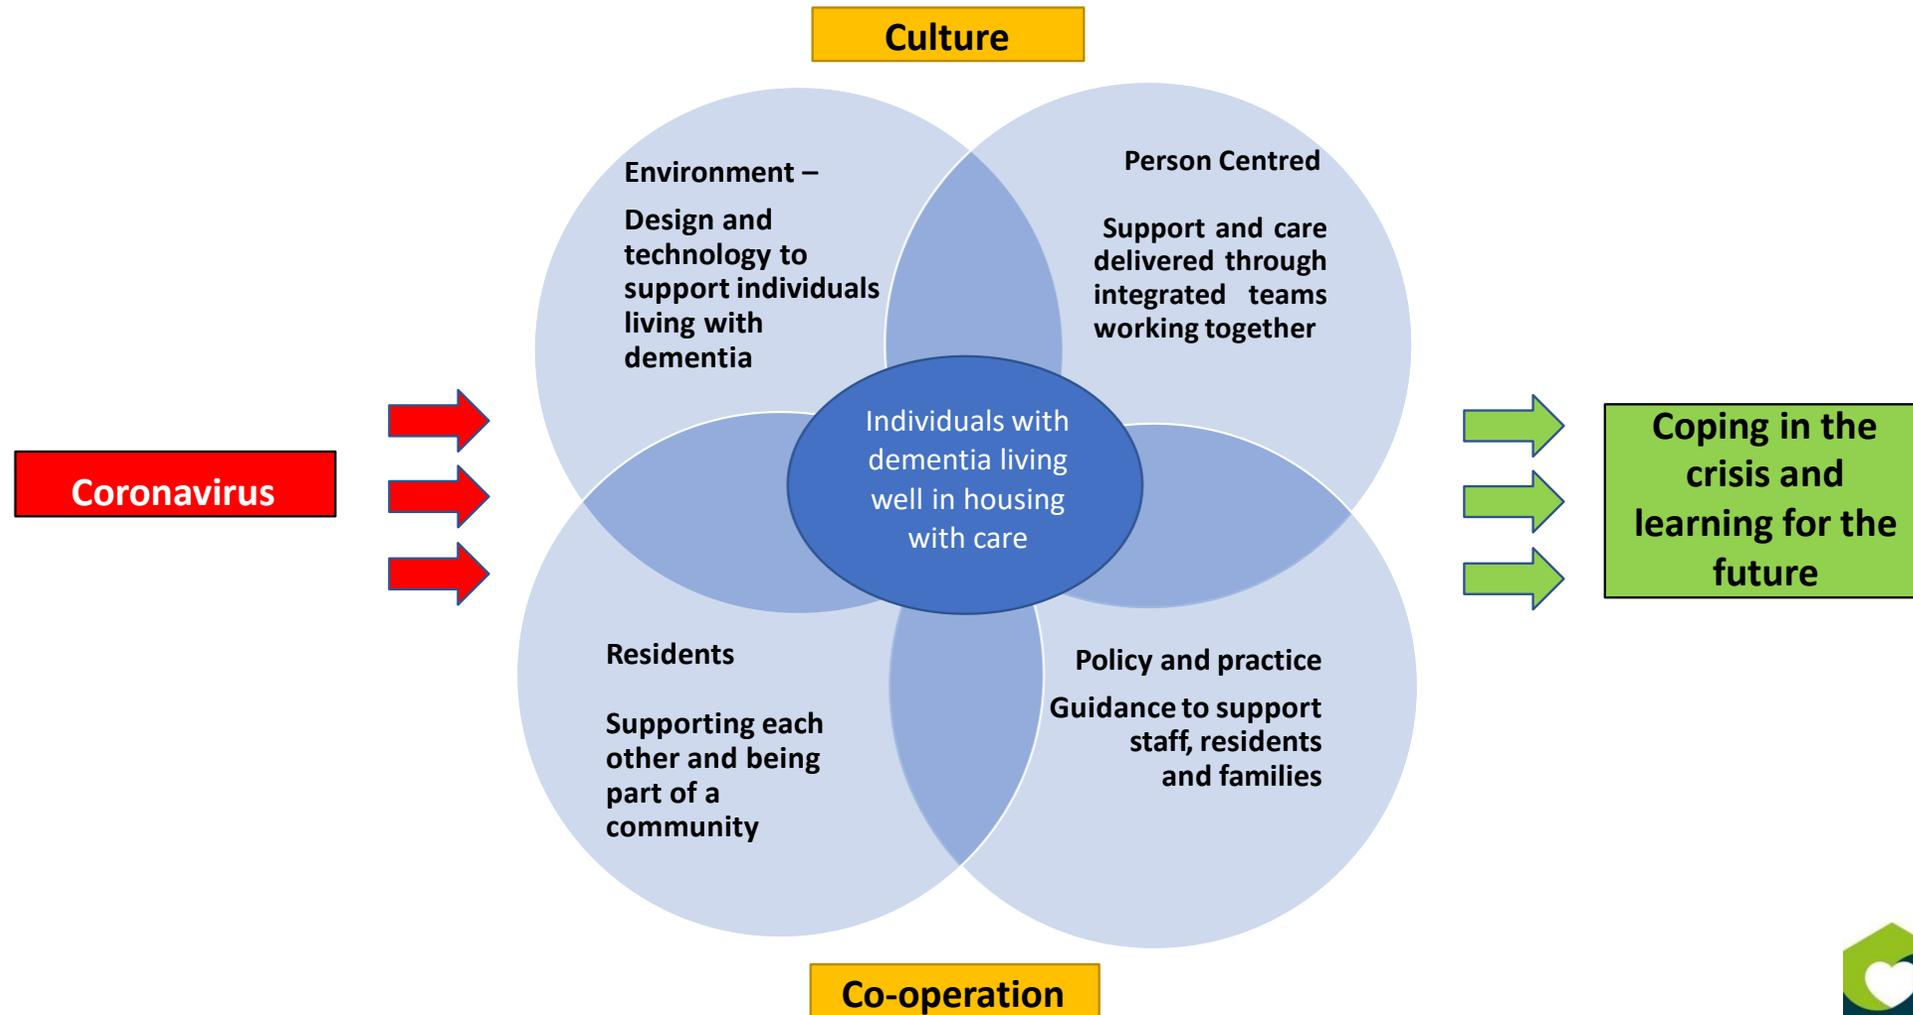 Culture
Environment –
Design and
technology to
support individuals
living with
dementia
Person Centred
Support and care
delivered through
integrated teams
working together
Coronavirus
Individuals with
dementia living
well in housing
with care
Coping in the
crisis and
learning for the
future
Residents
Supporting each
other and being
part of a
community
Policy and practice
Guidance to support
staff, residents
and families
Co-operation